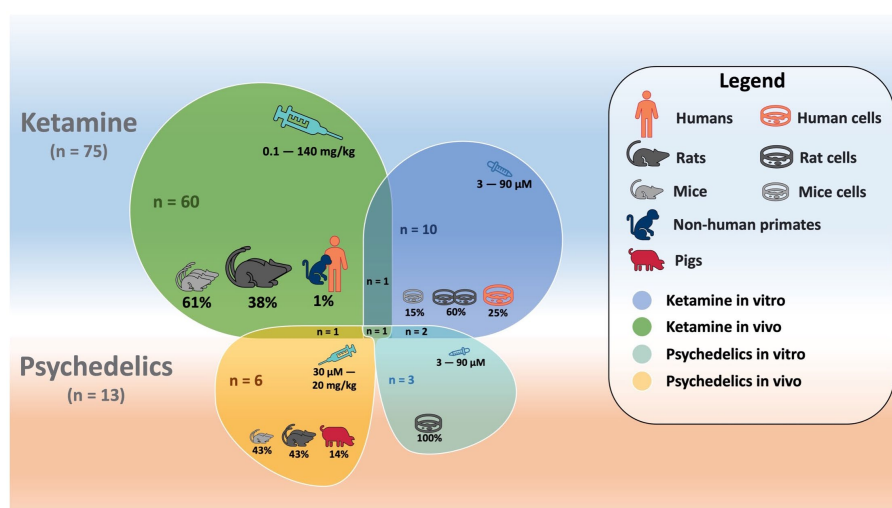 Ketamine
(n = 75)
0.1 — 140 mg/kg
n = 60
61%
38%
1%
3 — 90 µM
n = 10
n = 1
15%
60%
25%
n = 1
n = 1
n = 2
Psychedelics
(n = 13)
n = 6
30 µM —
20 mg/kg
43%
43%
14%
3 — 90 µM
n = 3
100%
Legend
Humans
Human cells
Rats
Rat cells
Mice
Mice cells
Non-human primates
Pigs
Ketamine in vitro
Ketamine in vivo
Psychedelics in vitro
Psychedelics in vivo